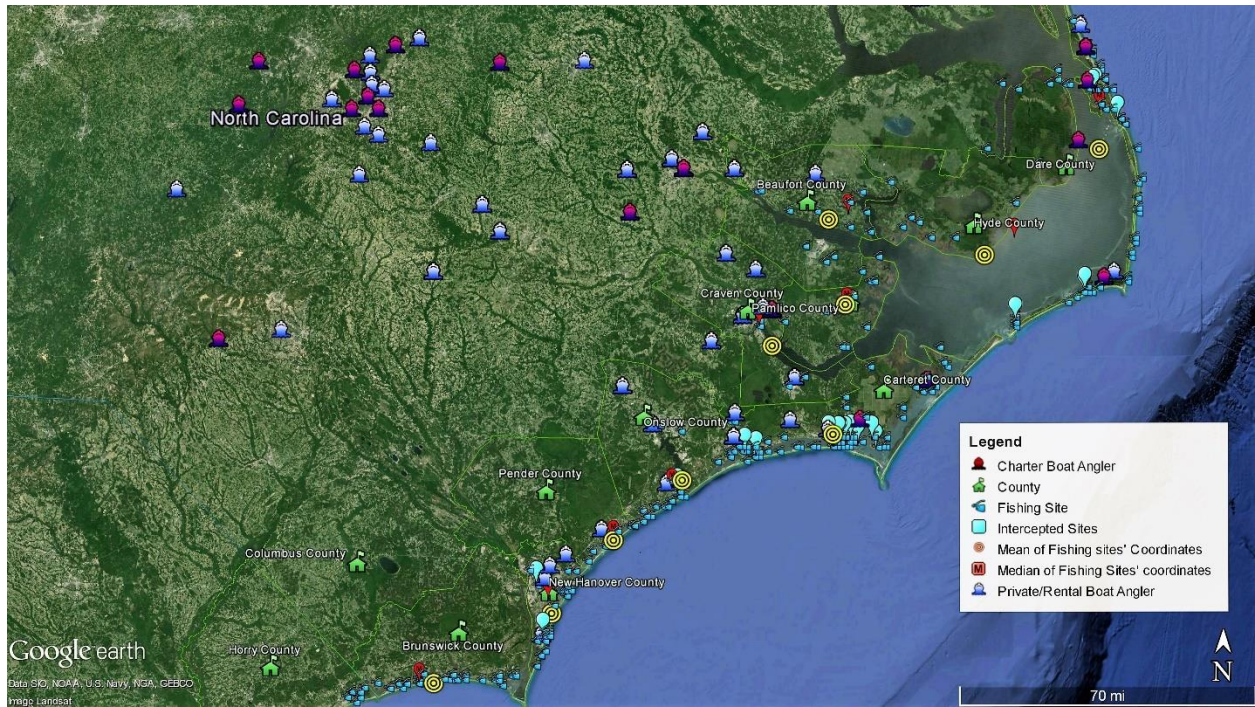 North Carolina
Dare County
Beaufort County
Hyde County
Craven County
Pamlico County
Carteret County
Onslow County
Pender County
Columbus County
New Hanover County
Brunswick County
Horry County
Legend
Charter Boat Angler
County
Fishing Site
Intercepted Sites
Mean of Fishing sites' Coordinates
M Median of Fishing Sites' coordinates
Private/Rental Boat Angler
N
70 mi
Google earth
Data SIO, NOAA, U.S. Navy, NGA, GEBCO
Image Landsat